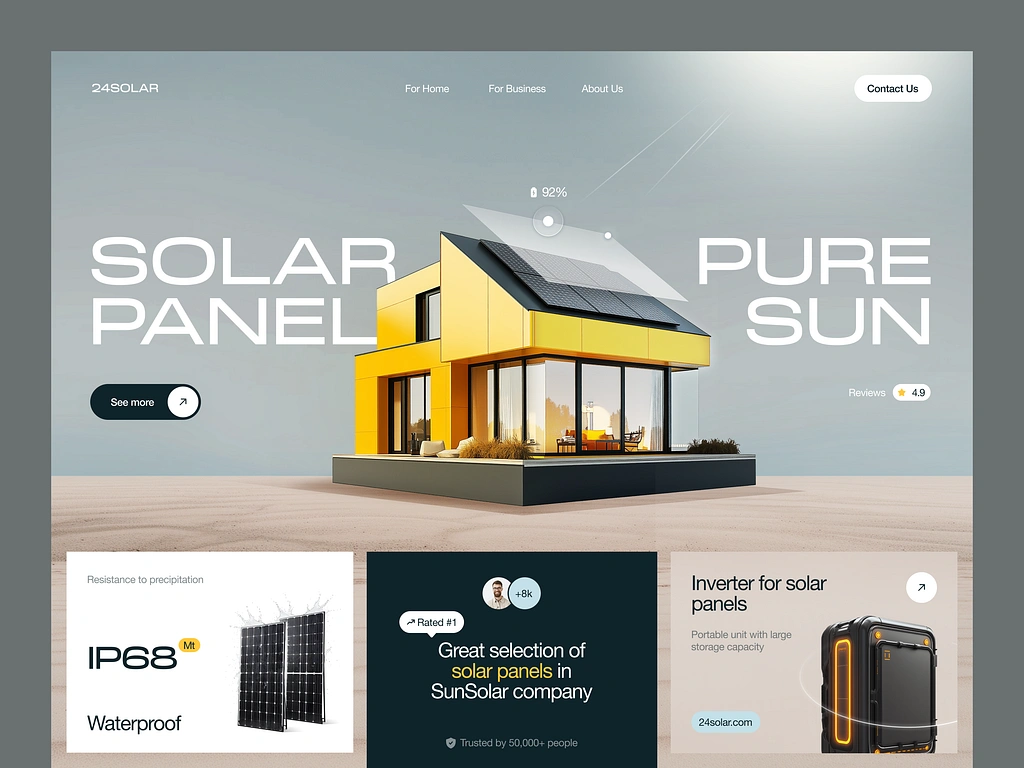 24SOLAR
For Home
For Business
About Us
Contact Us
92%
SOLAR
PANEL
PURE
SUN
See more
Reviews
4.9
Resistance to precipitation
IP68
Mt
Waterproof
+8k
Rated #1
Great selection of
solar panels in
SunSolar company
Trusted by 50,000+ people
Inverter for solar
panels
Portable unit with large
storage capacity
24solar.com